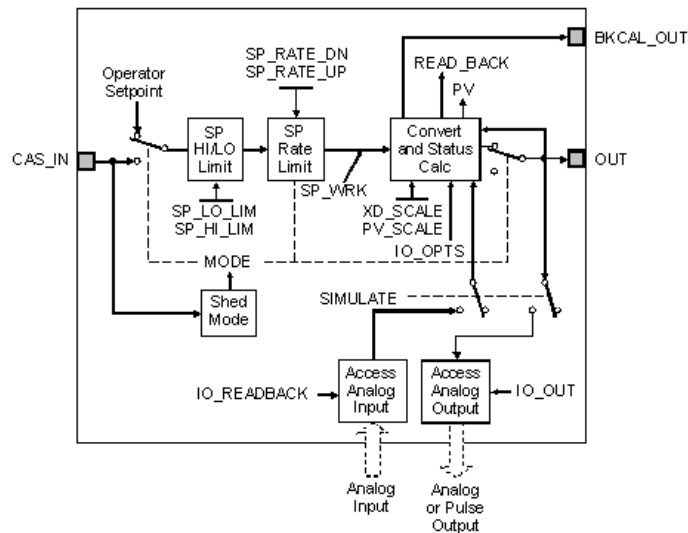 BKCAL_OUT
SP_RATE_DN
SP_RATE_UP
READ_BACK
PV
Operator
Setpoint
CAS_IN
SP
HI/LO
Limit
SP
Rate
Limit
Convert
and Status
Calc
OUT
SP_WRK
SP_LO_LIM
SP_HI_LIM
XD_SCALE
PV_SCALE
IO_OPTS
MODE
Shed
Mode
SIMULATE
IO_READBACK
Access
Analog
Input
Access
Analog
Output
IO_OUT
Analog
Input
Analog
or Pulse
Output